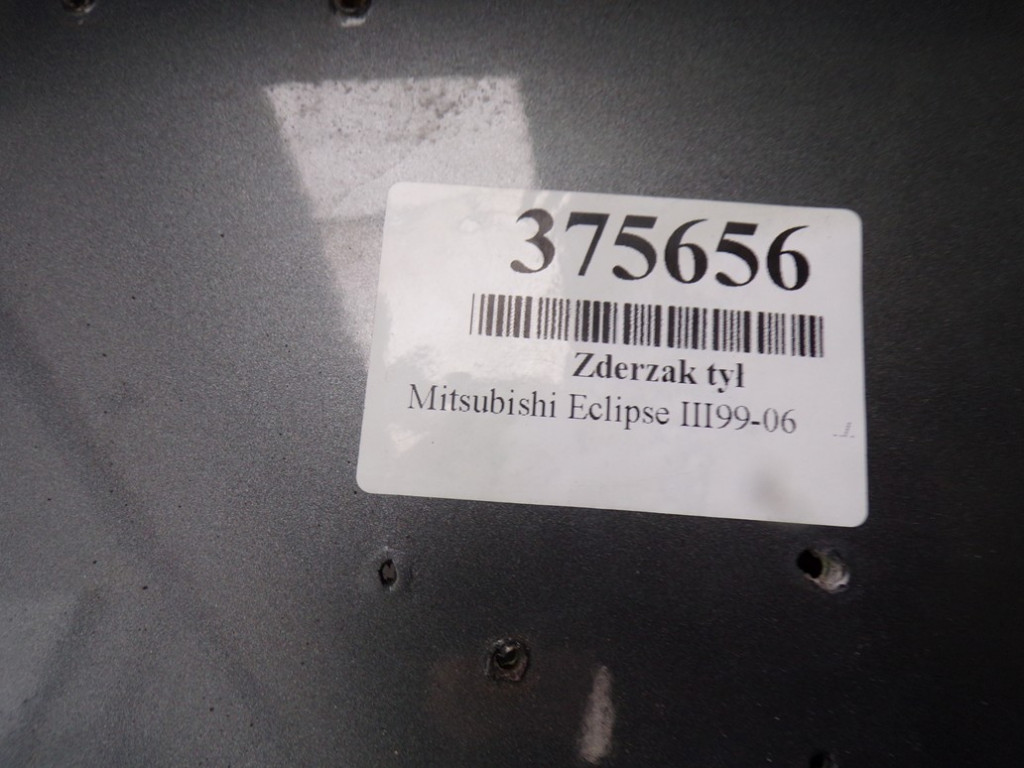 375656
Zderzak tył
Mitsubishi Eclipse III99-06